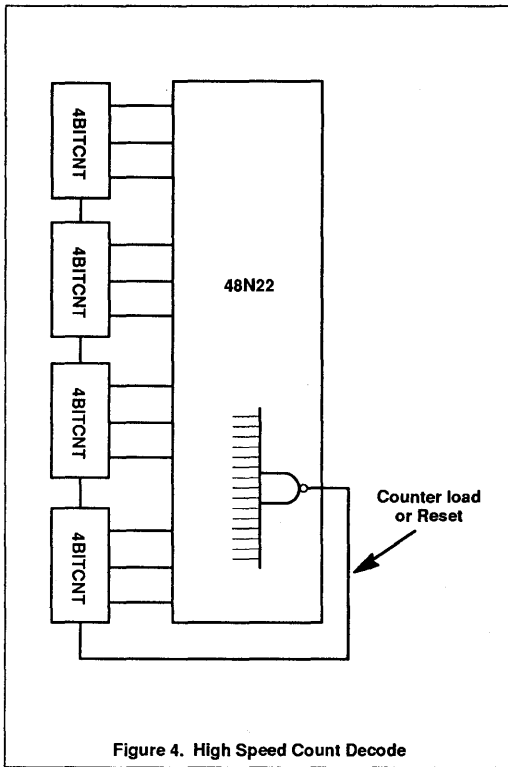 4BITCNT
4BITCNT
48N22
4BITCNT
4BITCNT
Counter load
or Reset
Figure 4. High Speed Count Decode